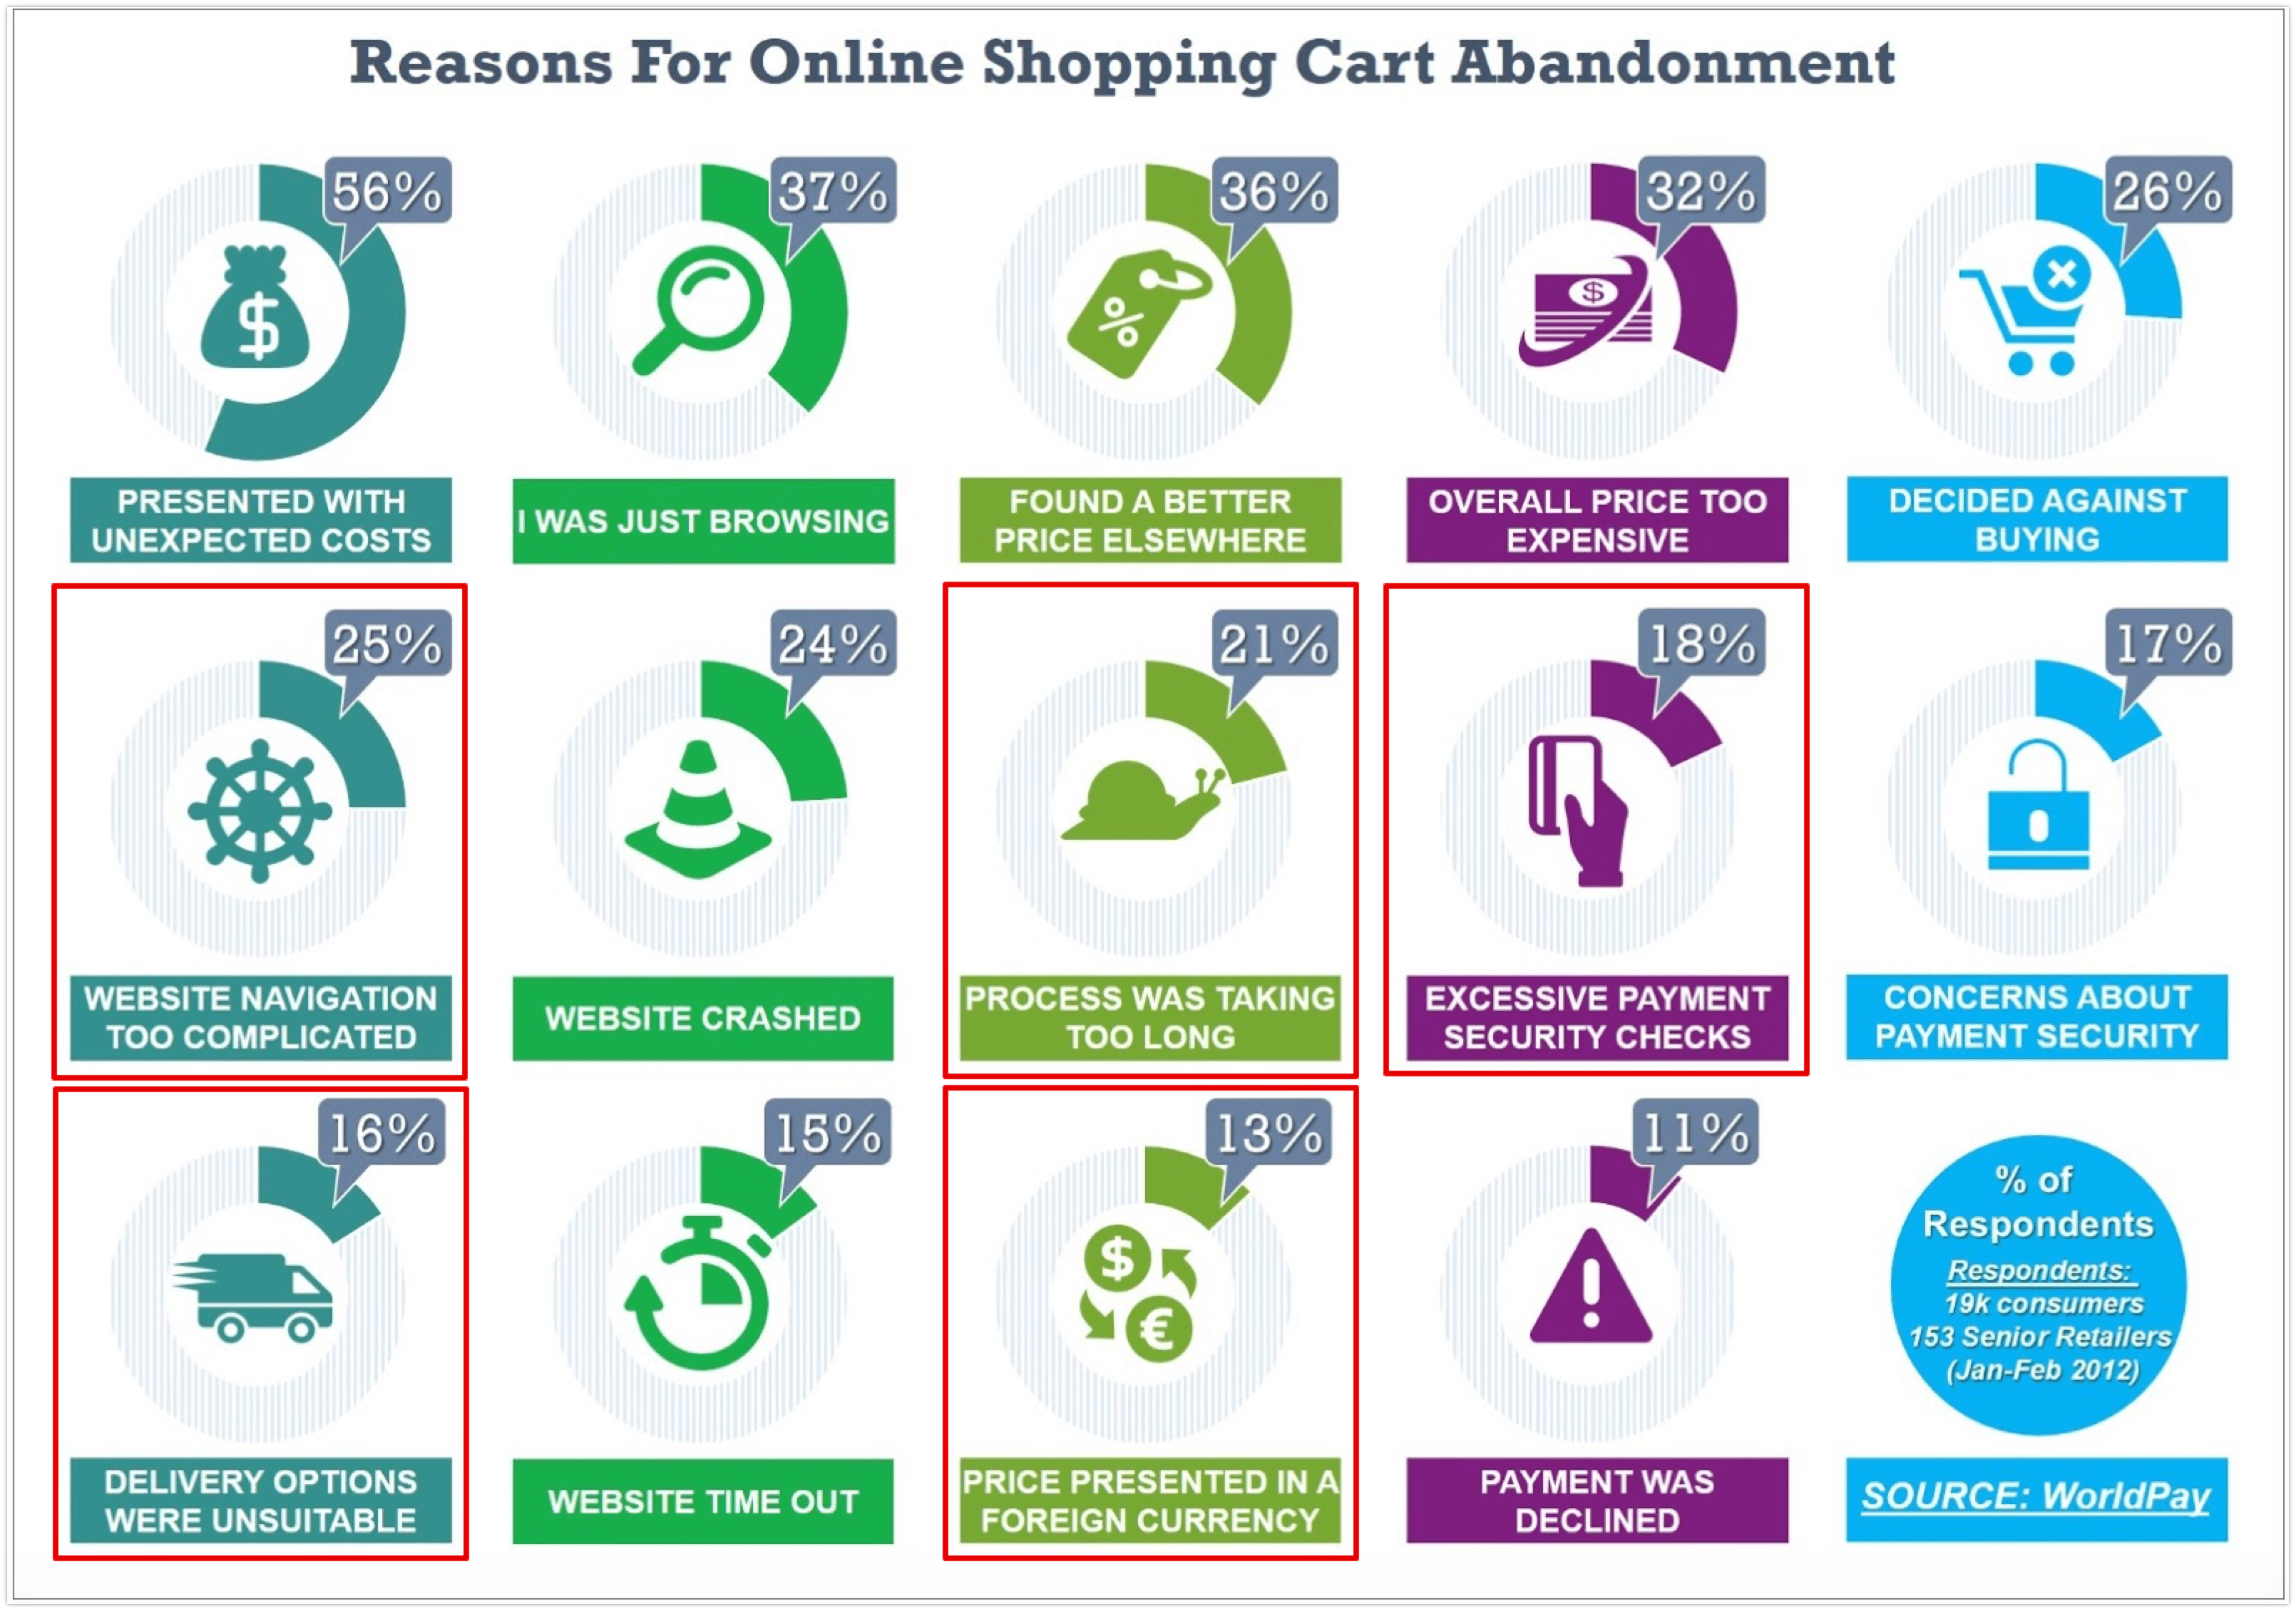 Reasons For Online Shopping Cart Abandonment
56%
37%
36%
32%
26%
$
%
$
PRESENTED WITH
UNEXPECTED COSTS
I WAS JUST BROWSING
FOUND A BETTER
PRICE ELSEWHERE
OVERALL PRICE TOO
EXPENSIVE
DECIDED AGAINST
BUYING
25%
24%
21%
18%
17%
WEBSITE NAVIGATION
TOO COMPLICATED
WEBSITE CRASHED
PROCESS WAS TAKING
TOO LONG
EXCESSIVE PAYMENT
SECURITY CHECKS
CONCERNS ABOUT
PAYMENT SECURITY
16%
15%
13%
11%
$
€
!
% of
Respondents
Respondents:
19k consumers
153 Senior Retailers
(Jan-Feb 2012)
DELIVERY OPTIONS
WERE UNSUITABLE
WEBSITE TIME OUT
PRICE PRESENTED IN A
FOREIGN CURRENCY
PAYMENT WAS
DECLINED
SOURCE: WorldPay